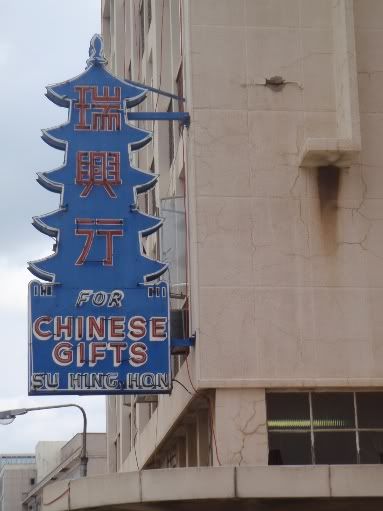 瑞
興
行
FOR
CHINESE
GIFTS
SU HING HON